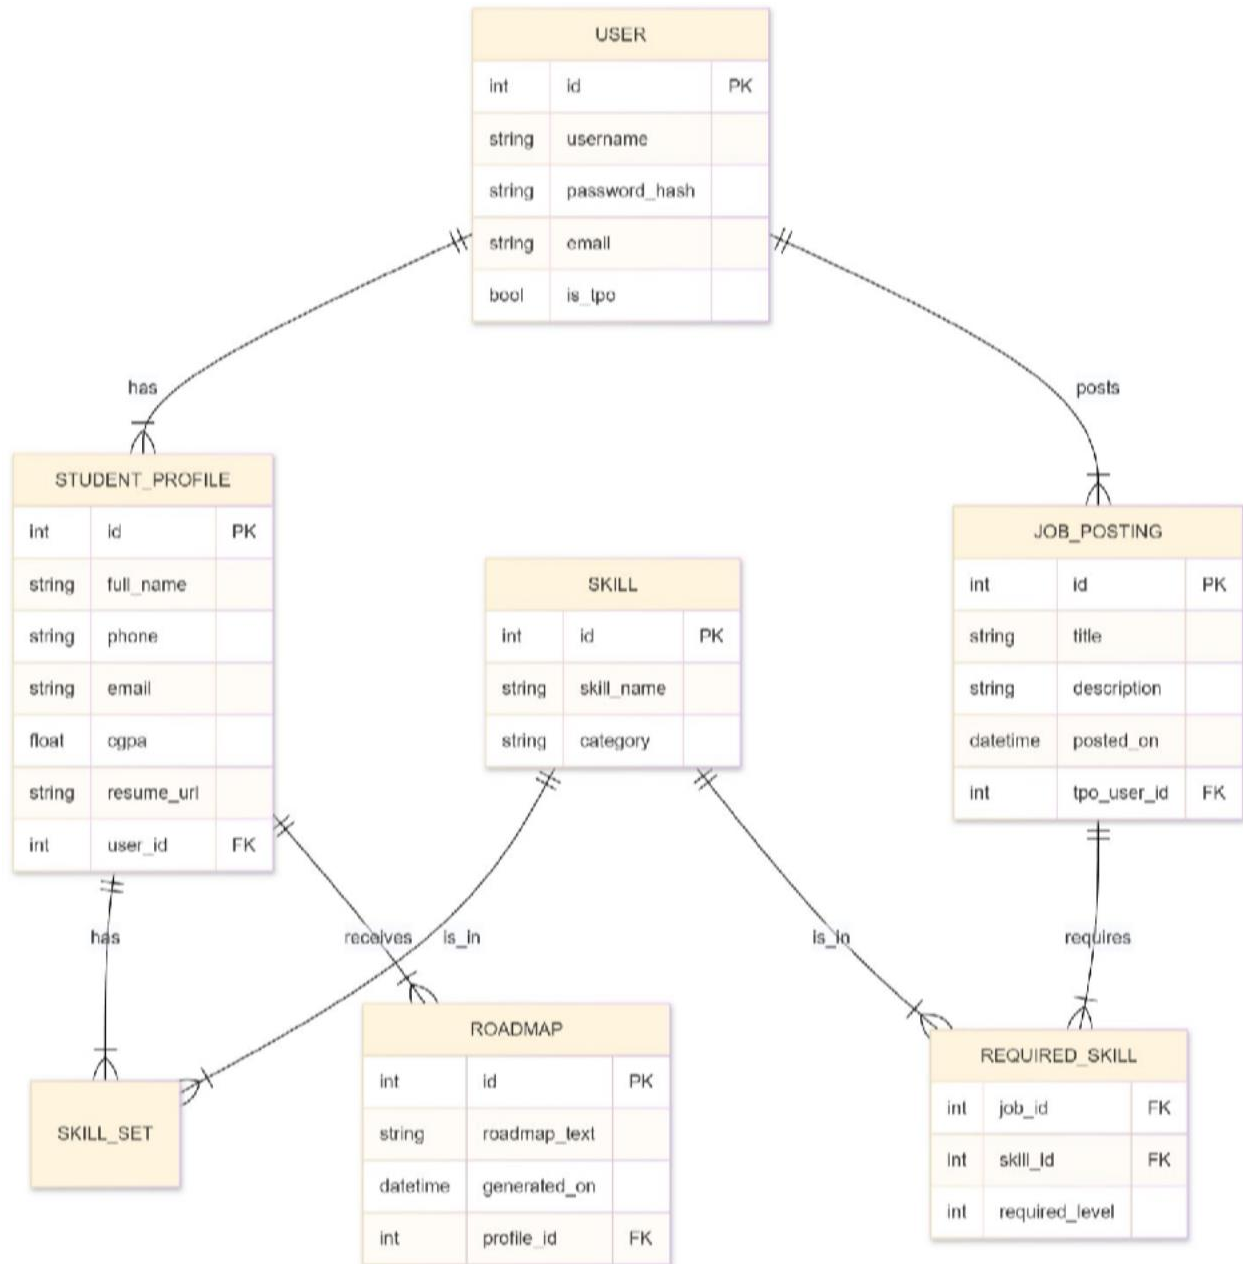 USER
int id PK
string username
string password_hash
string email
bool is_tpo
has
posts
STUDENT_PROFILE
int id PK
string full_name
string phone
string email
float cgpa
string resume_url
int user_id FK
SKILL
int id PK
string skill_name
string category
JOB_POSTING
int id PK
string title
string description
datetime posted_on
int tpo_user_id FK
has
receives
is_in
is_in
requires
SKILL_SET
ROADMAP
int id PK
string roadmap_text
datetime generated_on
int profile_id FK
REQUIRED_SKILL
int job_id FK
int skill_id FK
int required_level